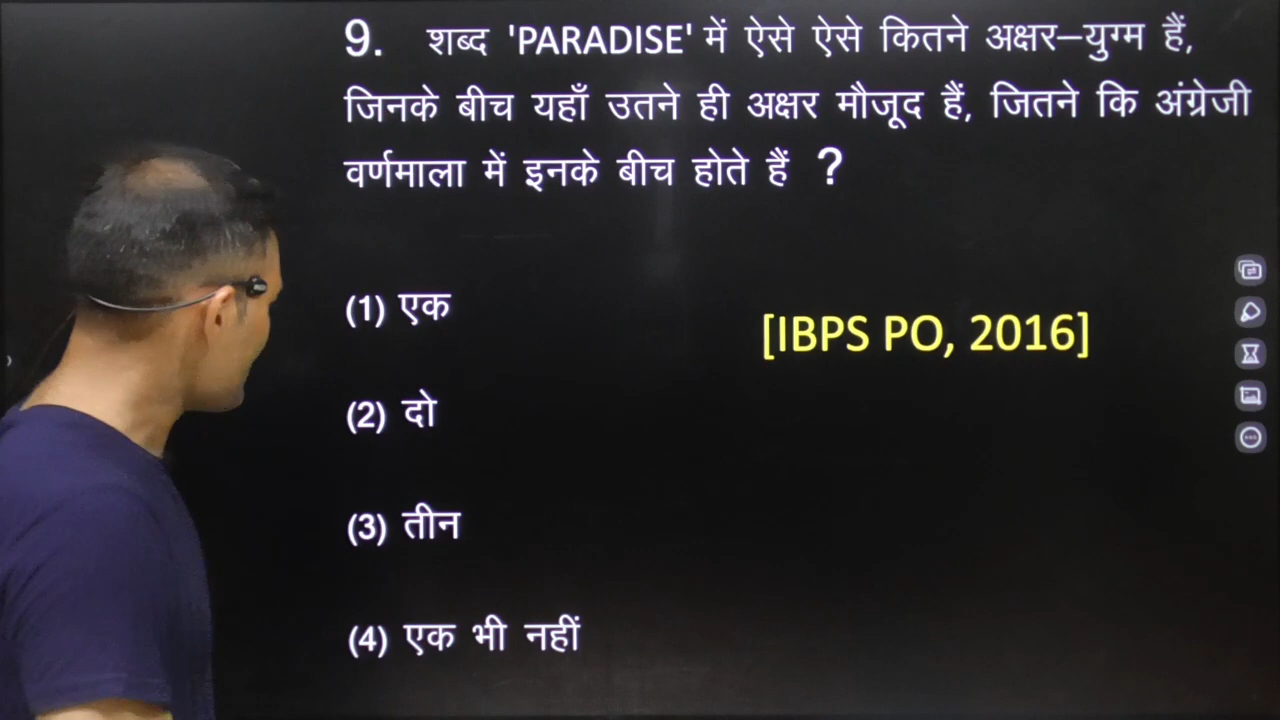 9. शब्द 'PARADISE' में ऐसे ऐसे कितने अक्षर–युग्म हैं,
जिनके बीच यहाँ उतने ही अक्षर मौजूद हैं, जितने कि अंग्रेजी
वर्णमाला में इनके बीच होते हैं ?
(1) एक
[IBPS PO, 2016]
(2) दो
(3) तीन
(4) एक भी नहीं